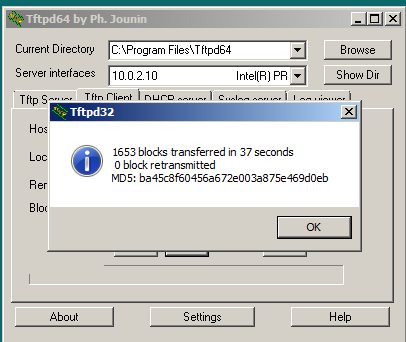 Tftpd64 by Ph. Jounin
Current Directory C:\Program Files\Tftpd64 Browse
Server interfaces 10.0.2.10 Intel(R) PR Show Dir
Tftp Server Tftp Client DHCP server Syslog server Log viewer
Tftpd32
Hos
Loc
Rem
Bloc
1653 blocks transferred in 37 seconds
0 block retransmitted
MD5: ba45c8f60456a672e003a875e469d0eb
OK
About Settings Help